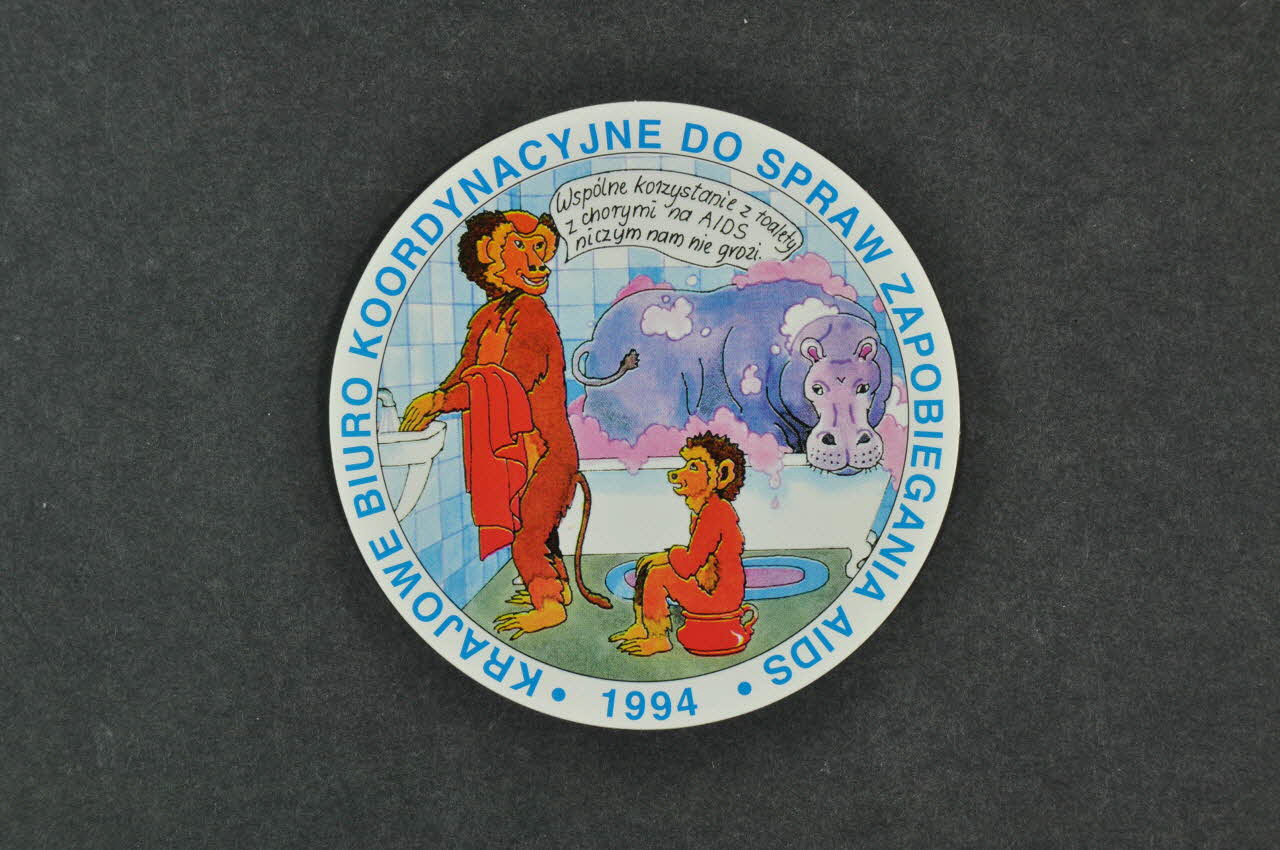 KRAJOWE BIURO KOORDYNACYJNE DO SPRAW ZAPOBIEGANIA AIDS
• 1994 •
Wspólne korzystanie z toalety
z chorymi na AIDS
niczym nam nie grozi.